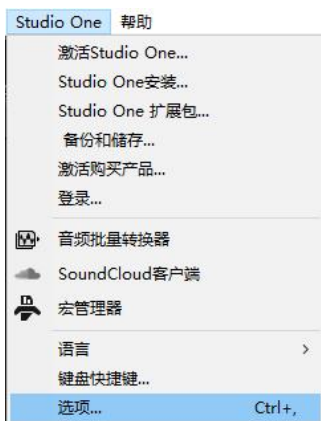 Studio One 帮助
激活Studio One...
Studio One安装...
Studio One 扩展包...
备份和储存...
激活购买产品...
登录...
音频批量转换器
SoundCloud客户端
宏管理器
语言
键盘快捷键...
选项... Ctrl+,